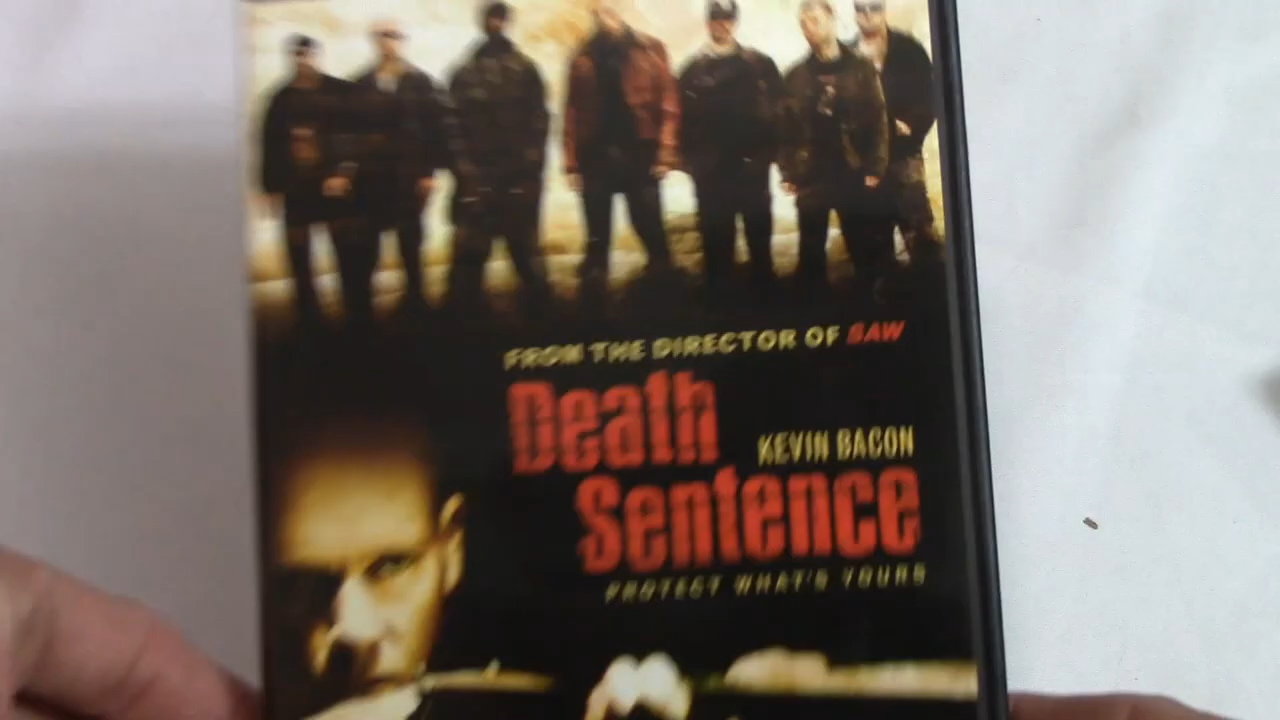 FROM THE DIRECTOR OF SAW
Death
KEVIN BACON
Sentence
PROTECT WHAT'S YOURS